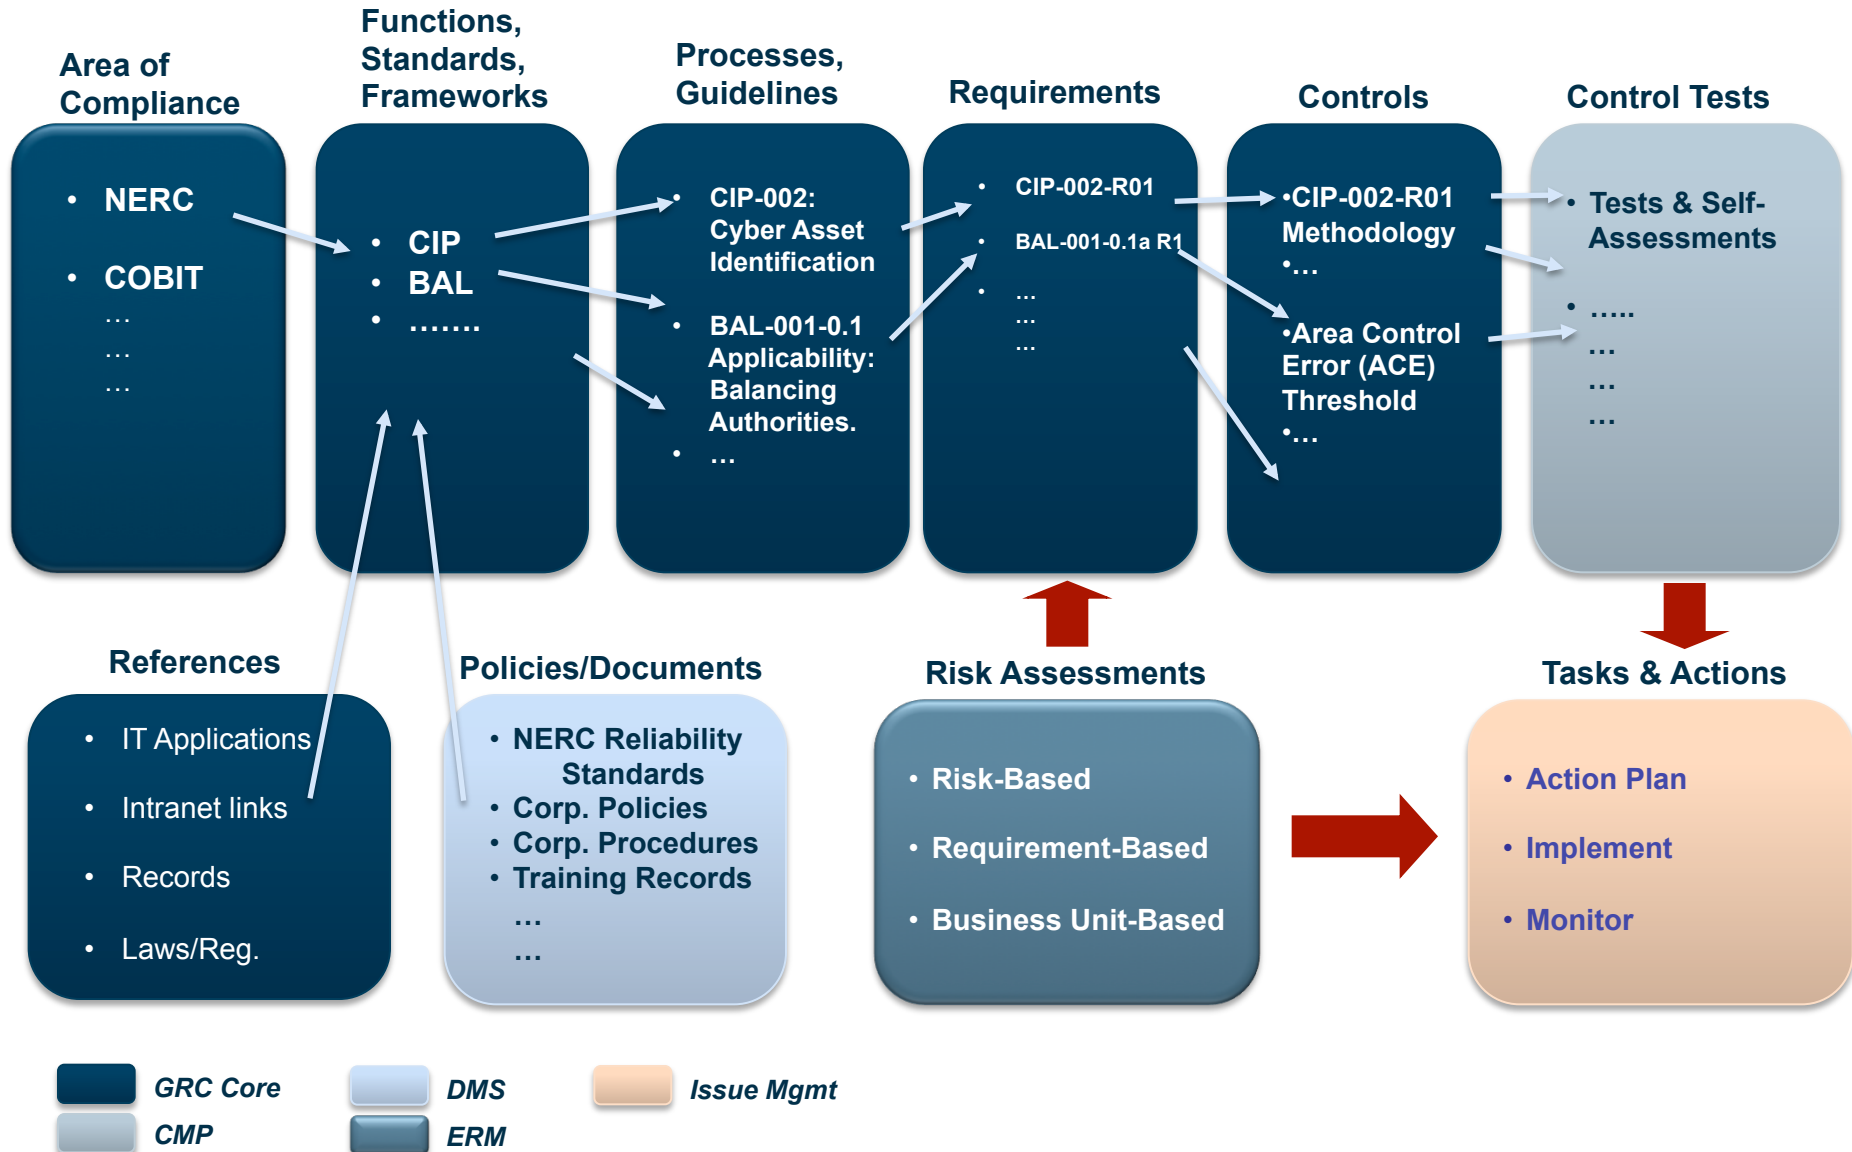 Area of
Compliance
• NERC
• COBIT
...
...
...
Functions,
Standards,
Frameworks
• CIP
• BAL
• .......
Processes,
Guidelines
• CIP-002:
Cyber Asset
Identification
• BAL-001-0.1
Applicability:
Balancing
Authorities.
• ...
Requirements
• CIP-002-R01
• BAL-001-0.1a R1
• ...
...
...
Controls
•CIP-002-R01
Methodology
•...
•Area Control
Error (ACE)
Threshold
•...
Control Tests
• Tests & Self-
Assessments
• .....
...
...
...
References
• IT Applications
• Intranet links
• Records
• Laws/Reg.
Policies/Documents
• NERC Reliability
Standards
• Corp. Policies
• Corp. Procedures
• Training Records
...
...
Risk Assessments
• Risk-Based
• Requirement-Based
• Business Unit-Based
Tasks & Actions
• Action Plan
• Implement
• Monitor
GRC Core
DMS
Issue Mgmt
CMP
ERM